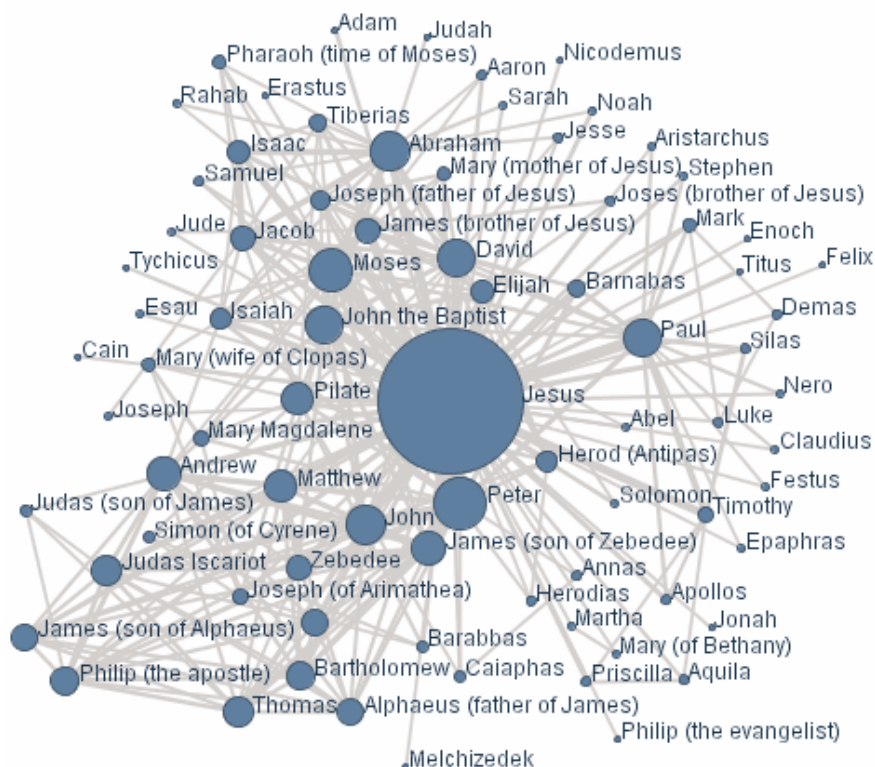 Adam
Judah
Pharaoh (time of Moses)
Nicodemus
Aaron
Erastus
Rahab
Sarah
Noah
Tiberias
Isaac
Abraham
Jesse
Aristarchus
Samuel
Mary (mother of Jesus)
Stephen
Joseph (father of Jesus)
Joses (brother of Jesus)
Jude
Jacob
James (brother of Jesus)
Mark
Enoch
Tychicus
Moses
David
Titus
Felix
Elijah
Barnabas
Esau
Isaiah
John the Baptist
Paul
Demas
Silas
Cain
Mary (wife of Clopas)
Pilate
Jesus
Nero
Joseph
Abel
Luke
Mary Magdalene
Claudius
Andrew
Matthew
Herod (Antipas)
Festus
Judas (son of James)
Peter
Solomon
Timothy
Simon (of Cyrene)
John
James (son of Zebedee)
Epaphras
Judas Iscariot
Zebedee
Annas
Joseph (of Arimathea)
Herodias
Apollos
James (son of Alphaeus)
Martha
Jonah
Barabbas
Mary (of Bethany)
Philip (the apostle)
Bartholomew
Caiaphas
Priscilla
Aquila
Thomas
Alphaeus (father of James)
Philip (the evangelist)
Melchizedek